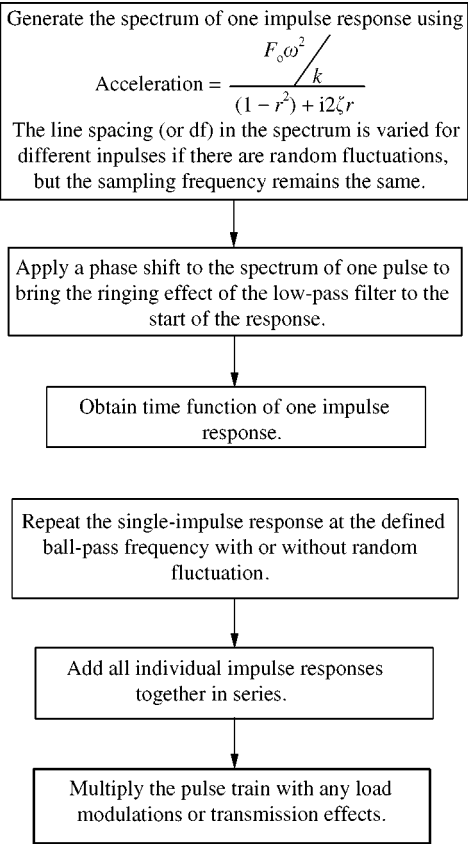 Generate the spectrum of one impulse response using
Acceleration = F₀ω²/k / (1 − r²) + i2ζr
The line spacing (or df) in the spectrum is varied for
different inpulses if there are random fluctuations,
but the sampling frequency remains the same.
Apply a phase shift to the spectrum of one pulse to
bring the ringing effect of the low-pass filter to the
start of the response.
Obtain time function of one impulse
response.
Repeat the single-impulse response at the defined
ball-pass frequency with or without random
fluctuation.
Add all individual impulse responses
together in series.
Multiply the pulse train with any load
modulations or transmission effects.